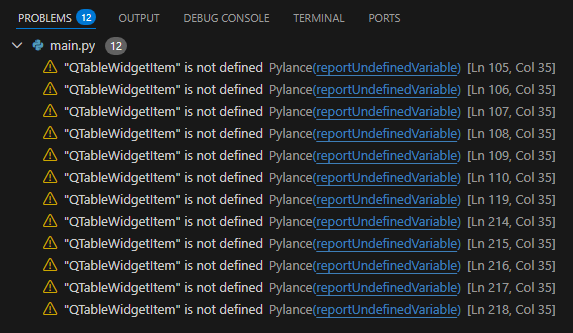 PROBLEMS 12 OUTPUT DEBUG CONSOLE TERMINAL PORTS
main.py 12
"QTableWidgetItem" is not defined Pylance(reportUndefinedVariable) [Ln 105, Col 35]
"QTableWidgetItem" is not defined Pylance(reportUndefinedVariable) [Ln 106, Col 35]
"QTableWidgetItem" is not defined Pylance(reportUndefinedVariable) [Ln 107, Col 35]
"QTableWidgetItem" is not defined Pylance(reportUndefinedVariable) [Ln 108, Col 35]
"QTableWidgetItem" is not defined Pylance(reportUndefinedVariable) [Ln 109, Col 35]
"QTableWidgetItem" is not defined Pylance(reportUndefinedVariable) [Ln 110, Col 35]
"QTableWidgetItem" is not defined Pylance(reportUndefinedVariable) [Ln 119, Col 35]
"QTableWidgetItem" is not defined Pylance(reportUndefinedVariable) [Ln 214, Col 35]
"QTableWidgetItem" is not defined Pylance(reportUndefinedVariable) [Ln 215, Col 35]
"QTableWidgetItem" is not defined Pylance(reportUndefinedVariable) [Ln 216, Col 35]
"QTableWidgetItem" is not defined Pylance(reportUndefinedVariable) [Ln 217, Col 35]
"QTableWidgetItem" is not defined Pylance(reportUndefinedVariable) [Ln 218, Col 35]